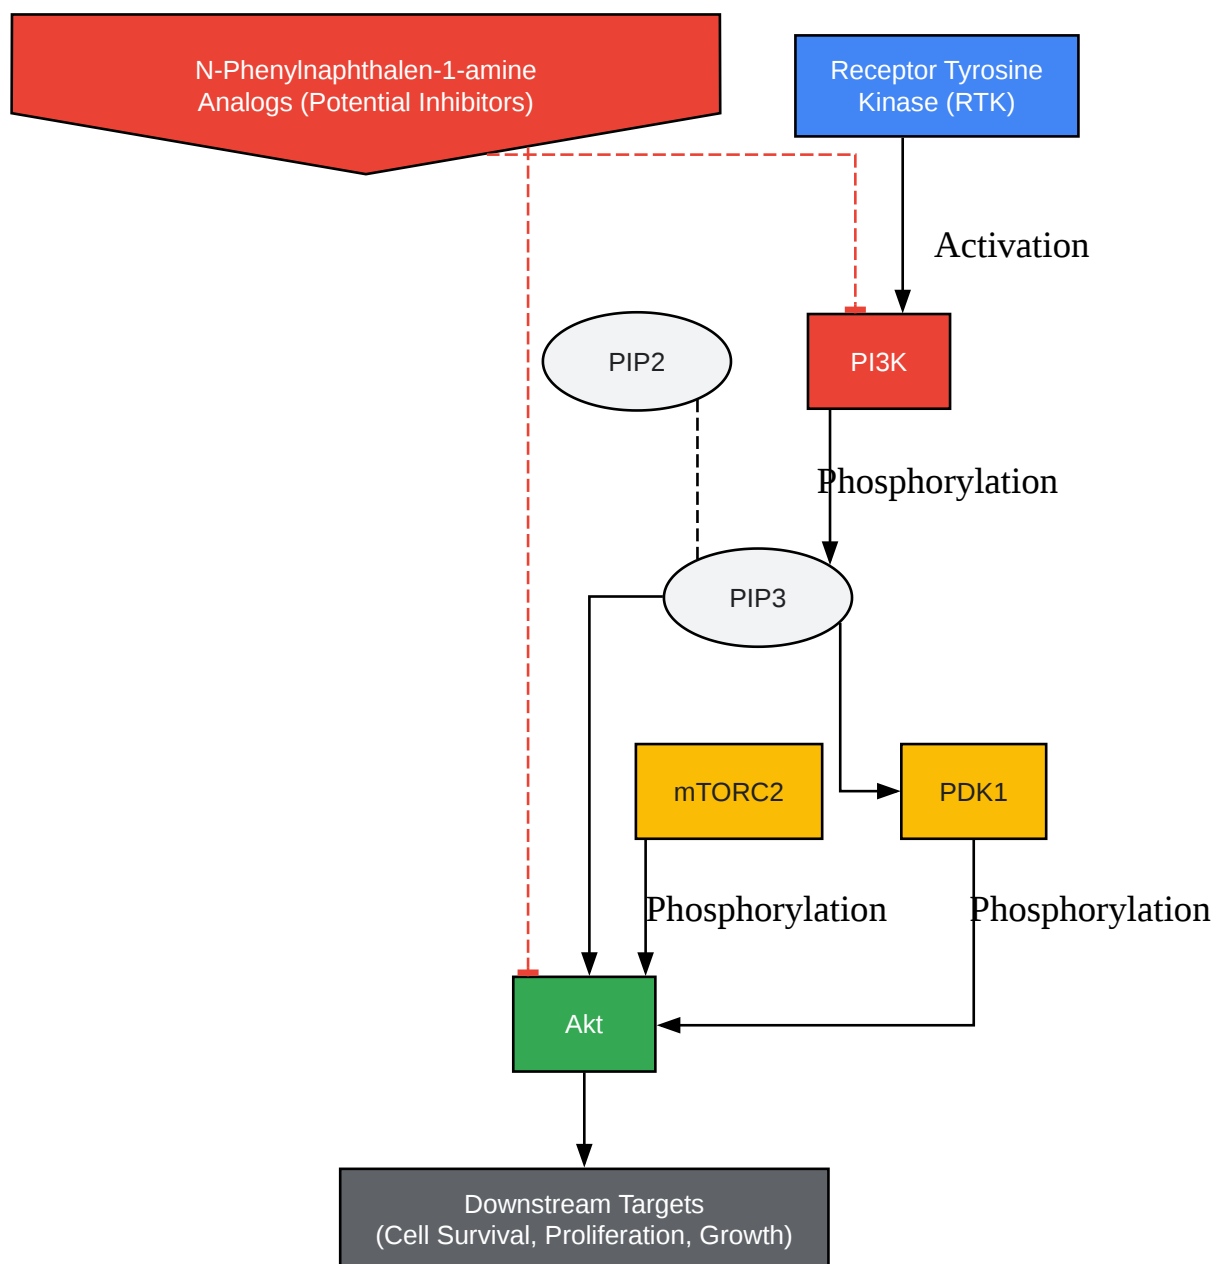 N-Phenylnaphthalen-1-amine
Analogs (Potential Inhibitors)
Receptor Tyrosine
Kinase (RTK)
Activation
PIP2
PI3K
Phosphorylation
PIP3
mTORC2
PDK1
Phosphorylation
Phosphorylation
Akt
Downstream Targets
(Cell Survival, Proliferation, Growth)